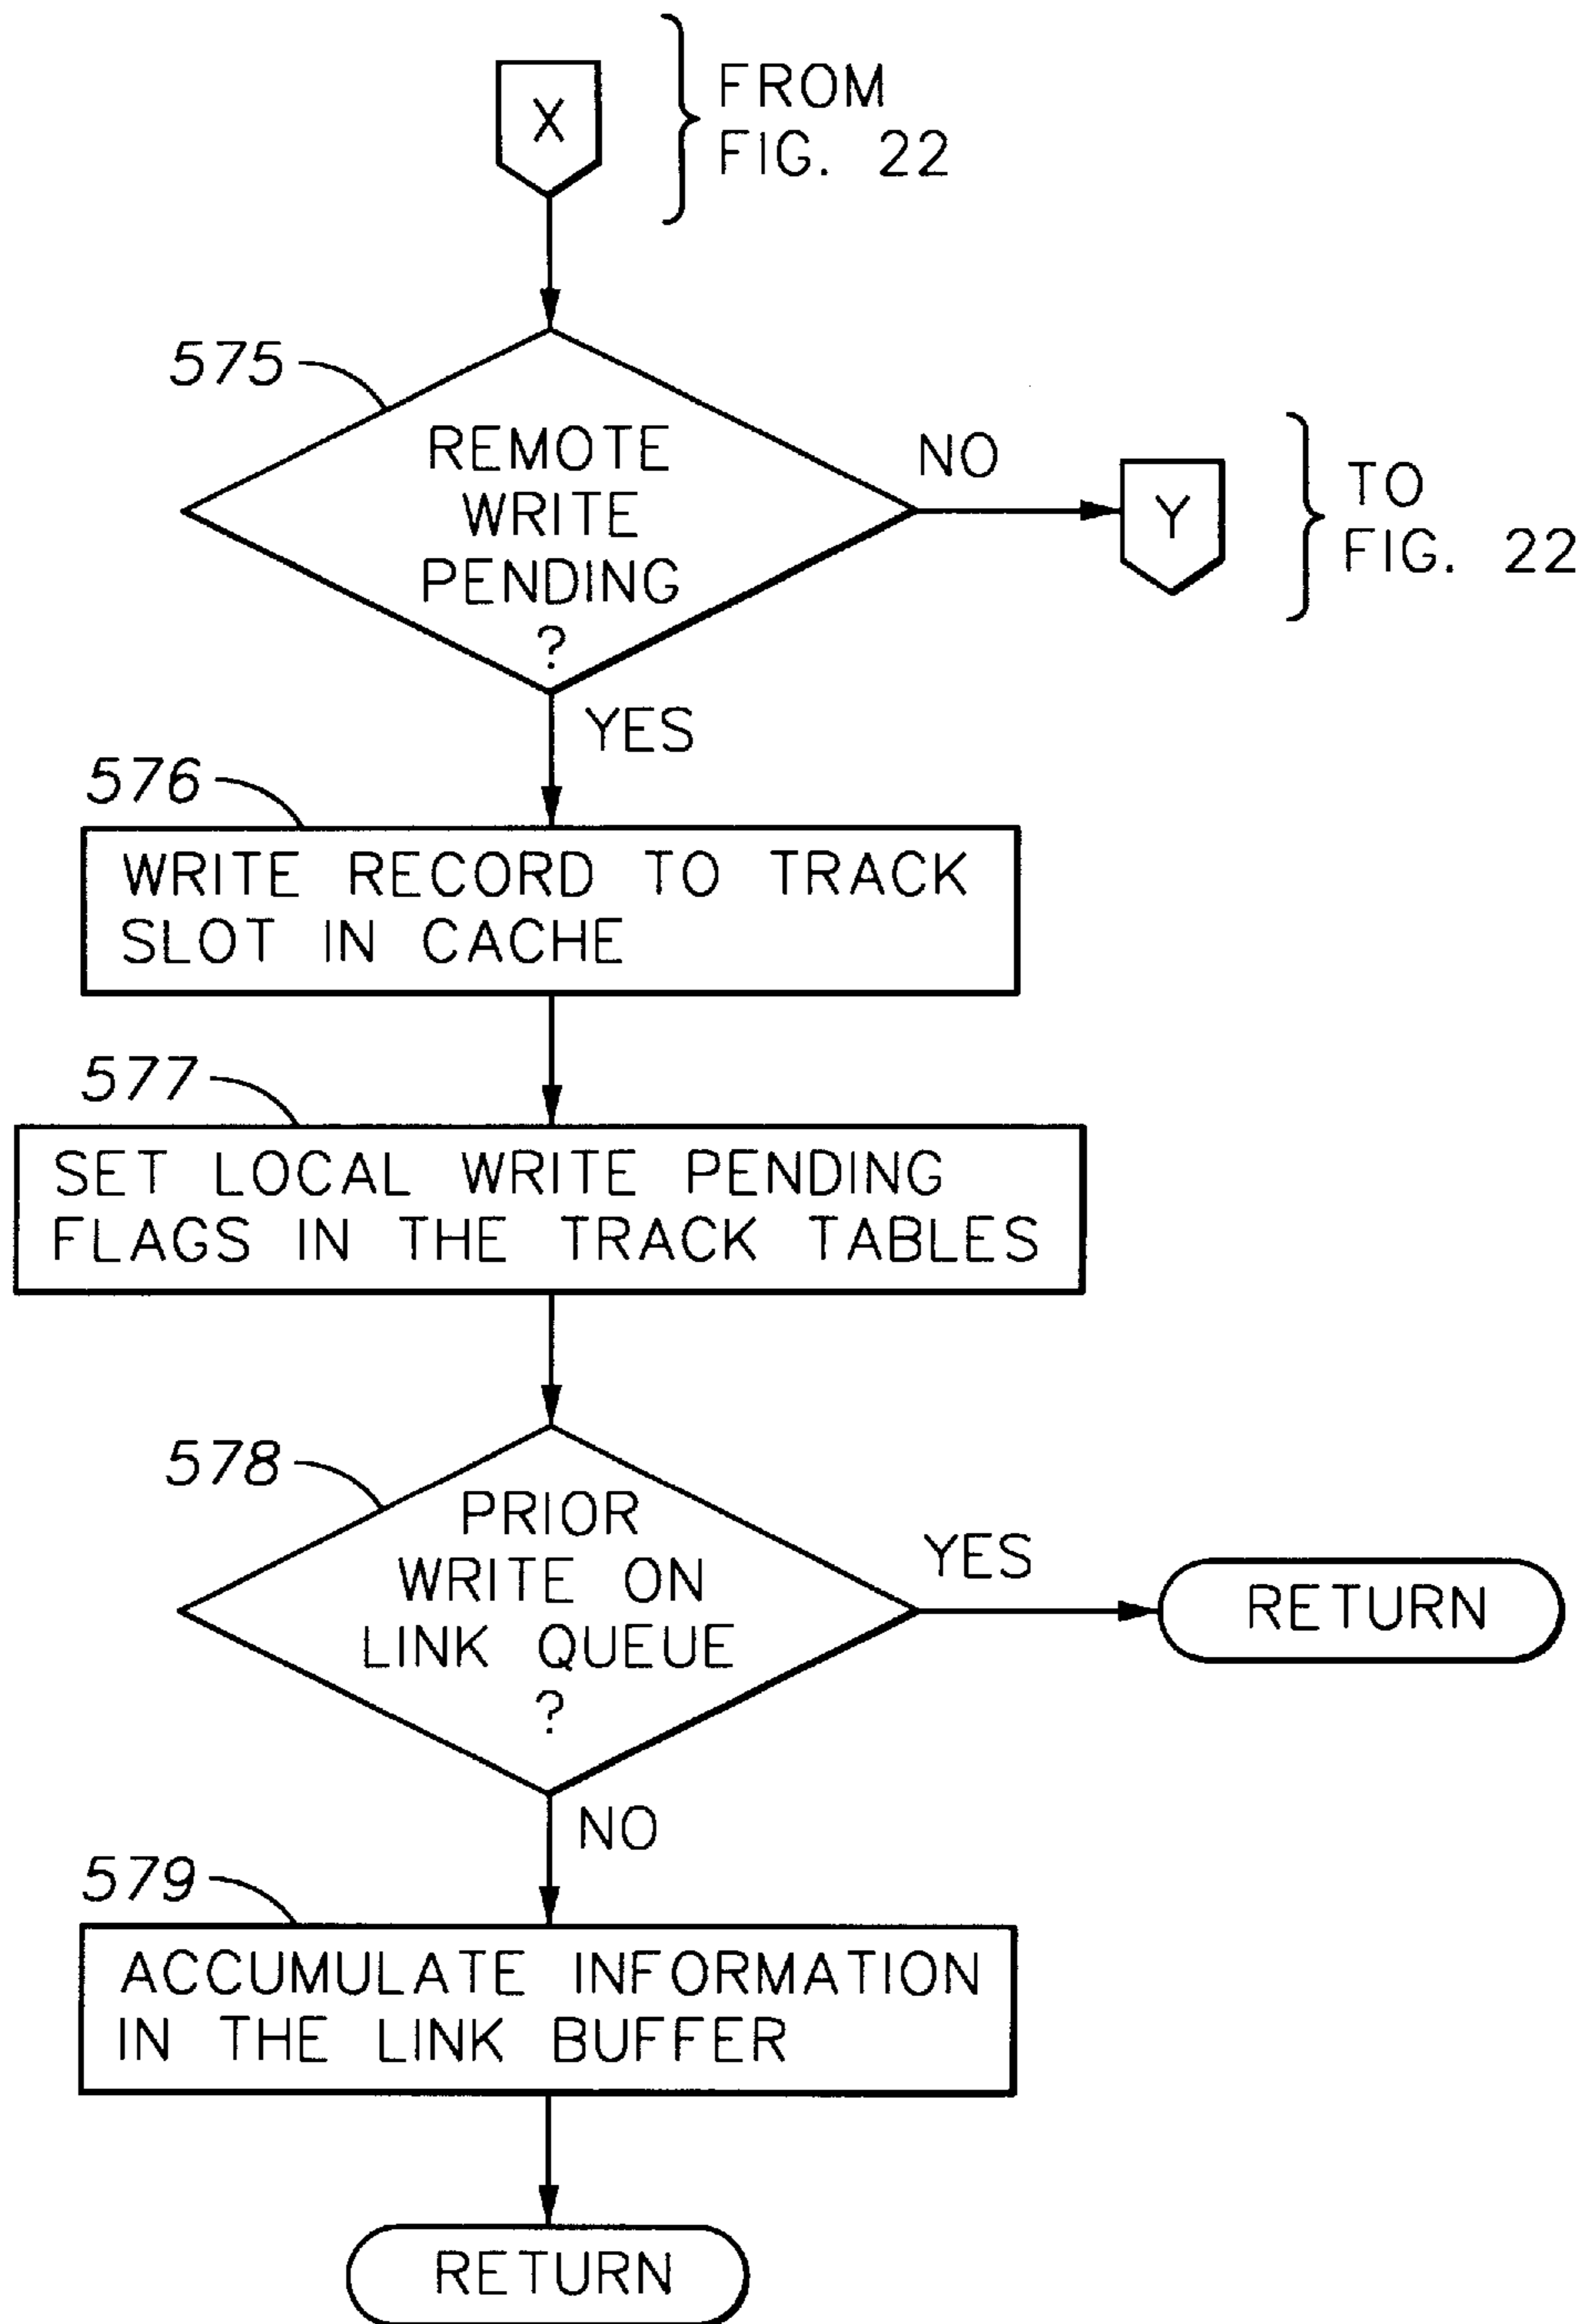 X
FROM
FIG. 22
575
REMOTE
WRITE
PENDING
?
NO
Y
TO
FIG. 22
YES
576
WRITE RECORD TO TRACK
SLOT IN CACHE
577
SET LOCAL WRITE PENDING
FLAGS IN THE TRACK TABLES
578
PRIOR
WRITE ON
LINK QUEUE
?
YES
RETURN
NO
579
ACCUMULATE INFORMATION
IN THE LINK BUFFER
RETURN